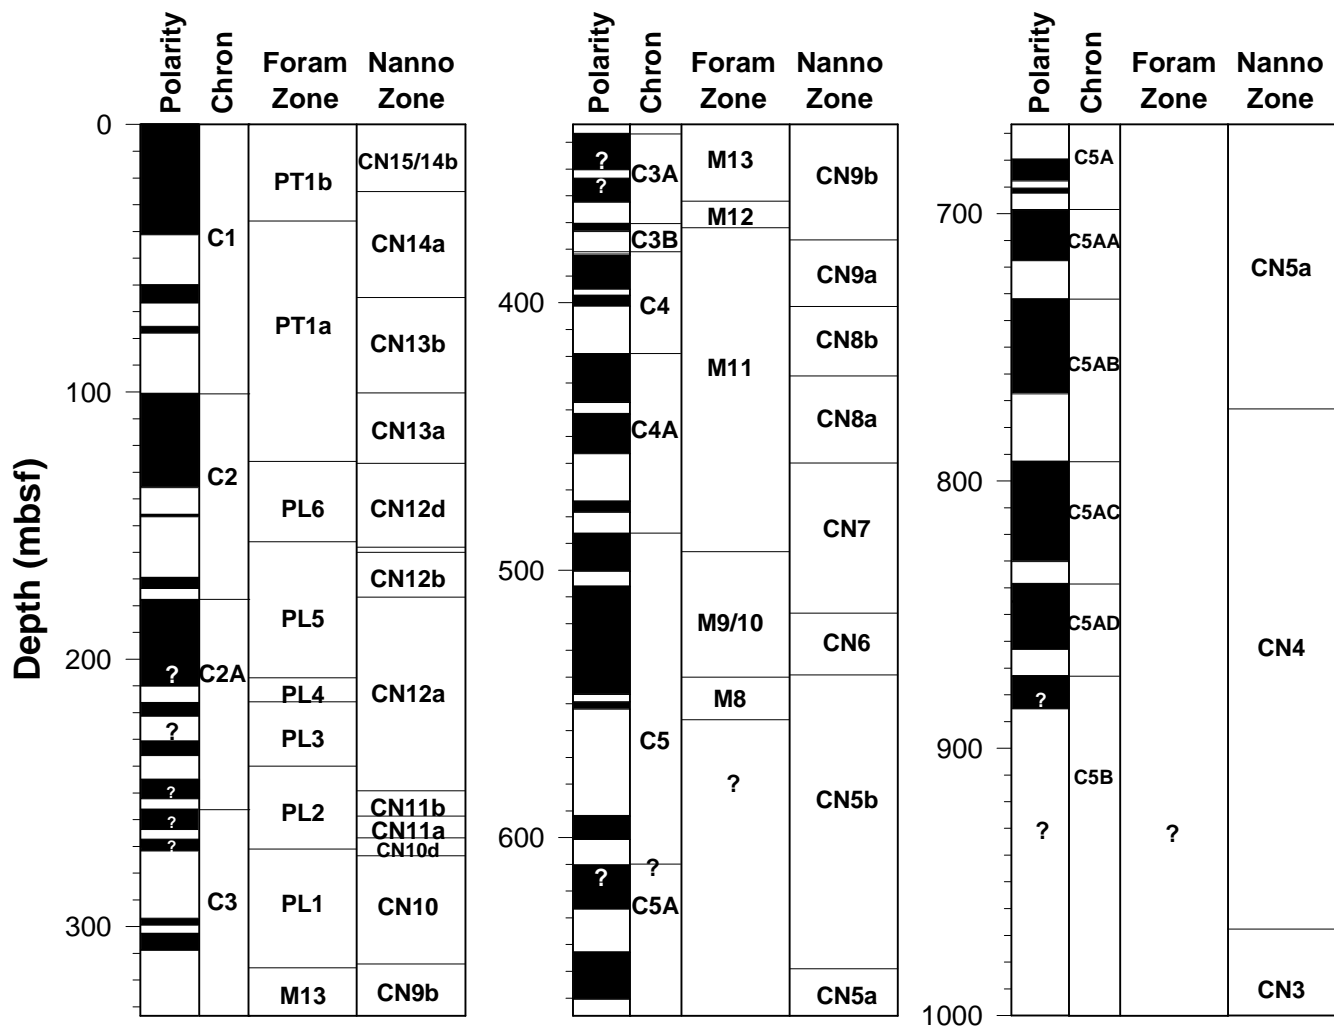 Depth (mbsf)
Polarity
Chron
Foram
Zone
Nanno
Zone
0
100
200
300
?
?
?
?
?
C1
C2
C2A
C3
PT1b
PT1a
PL6
PL5
PL4
PL3
PL2
PL1
M13
CN15/14b
CN14a
CN13b
CN13a
CN12d
CN12b
CN12a
CN11b
CN11a
CN10d
CN10
CN9b
Polarity
Chron
Foram
Zone
Nanno
Zone
400
500
600
?
?
?
C3A
C3B
C4
C4A
C5
?
C5A
M13
M12
M11
M9/10
M8
?
CN9b
CN9a
CN8b
CN8a
CN7
CN6
CN5b
CN5a
Polarity
Chron
Foram
Zone
Nanno
Zone
700
800
900
1000
?
?
C5A
C5AA
C5AB
C5AC
C5AD
C5B
?
CN5a
CN4
CN3